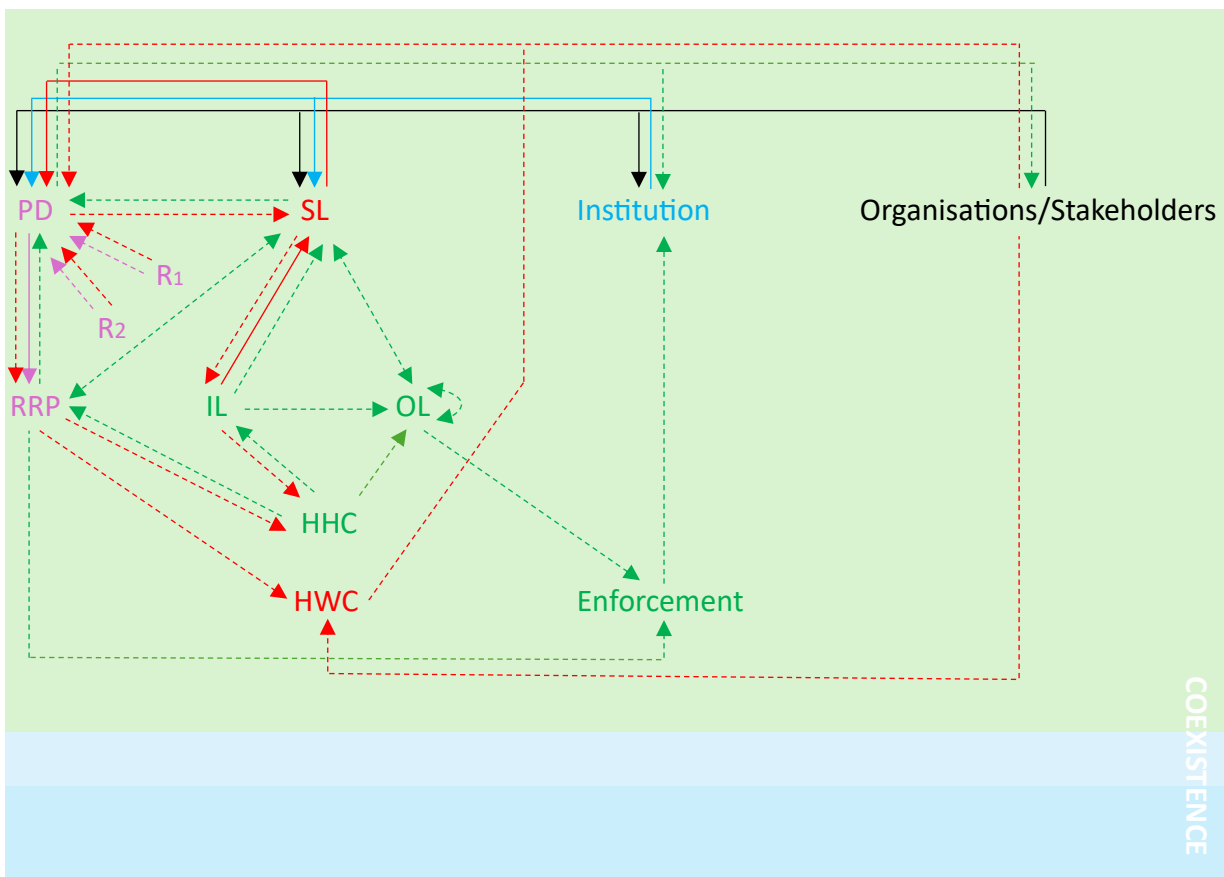 PD
SL
Institution
Organisations/Stakeholders
R1
R2
RRP
IL
OL
HHC
HWC
Enforcement
COEXISTENCE